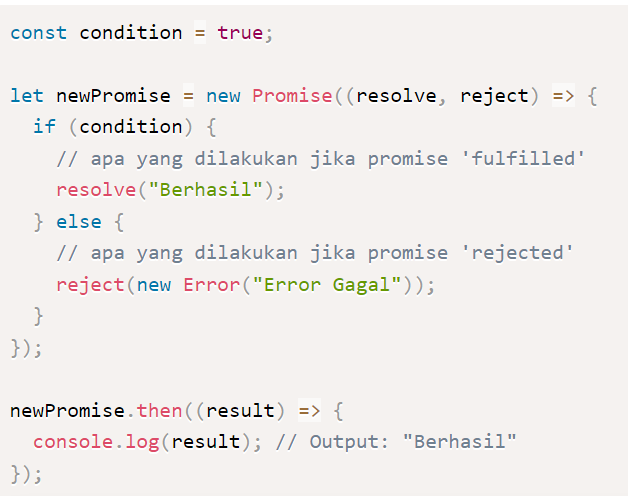 const condition = true;

let newPromise = new Promise((resolve, reject) => {
  if (condition) {
    // apa yang dilakukan jika promise 'fulfilled'
    resolve("Berhasil");
  } else {
    // apa yang dilakukan jika promise 'rejected'
    reject(new Error("Error Gagal"));
  }
});

newPromise.then((result) => {
  console.log(result); // Output: "Berhasil"
});